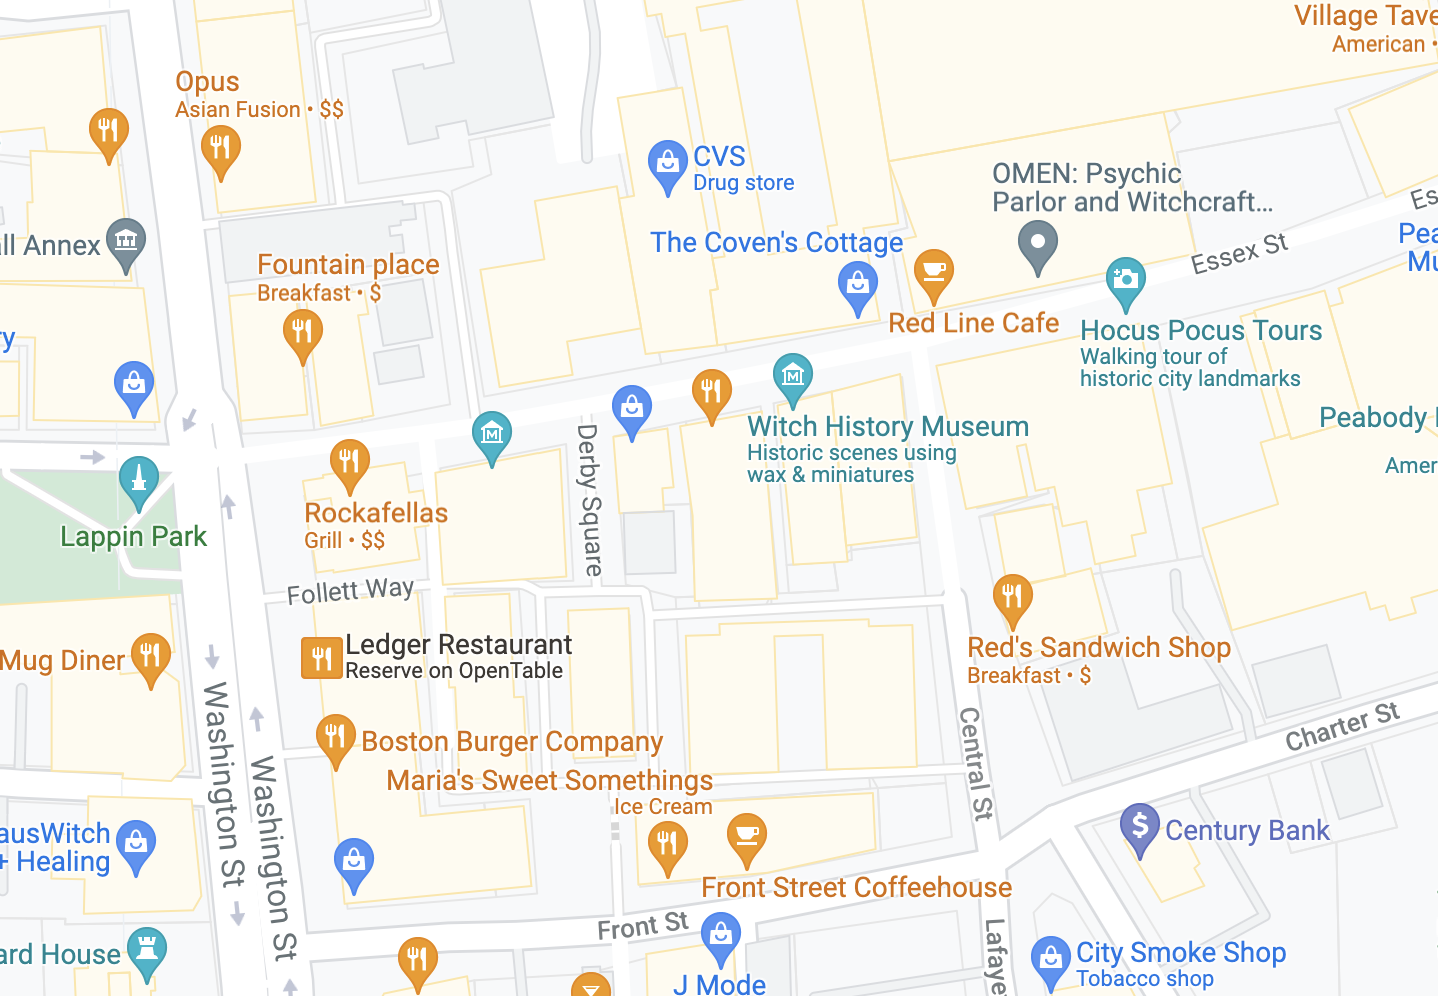 Village Tave
American •
Opus
Asian Fusion • $$
CVS
Drug store
OMEN: Psychic
Parlor and Witchcraft...
Es
ll Annex
The Coven's Cottage
Essex St
Pea
Mu
Fountain place
Breakfast • $
Red Line Cafe
Hocus Pocus Tours
Walking tour of
historic city landmarks
ry
Peabody
Amer
Witch History Museum
Historic scenes using
wax & miniatures
Derby Square
Rockafellas
Grill • $$
Lappin Park
Follett Way
Ledger Restaurant
Reserve on OpenTable
Mug Diner
Red's Sandwich Shop
Breakfast • $
Washington St
Washington St
Central St
Charter St
Boston Burger Company
Maria's Sweet Somethings
Ice Cream
ausWitch
+ Healing
Century Bank
Front Street Coffeehouse
Front St
Lafaye
ard House
City Smoke Shop
Tobacco shop
J Mode